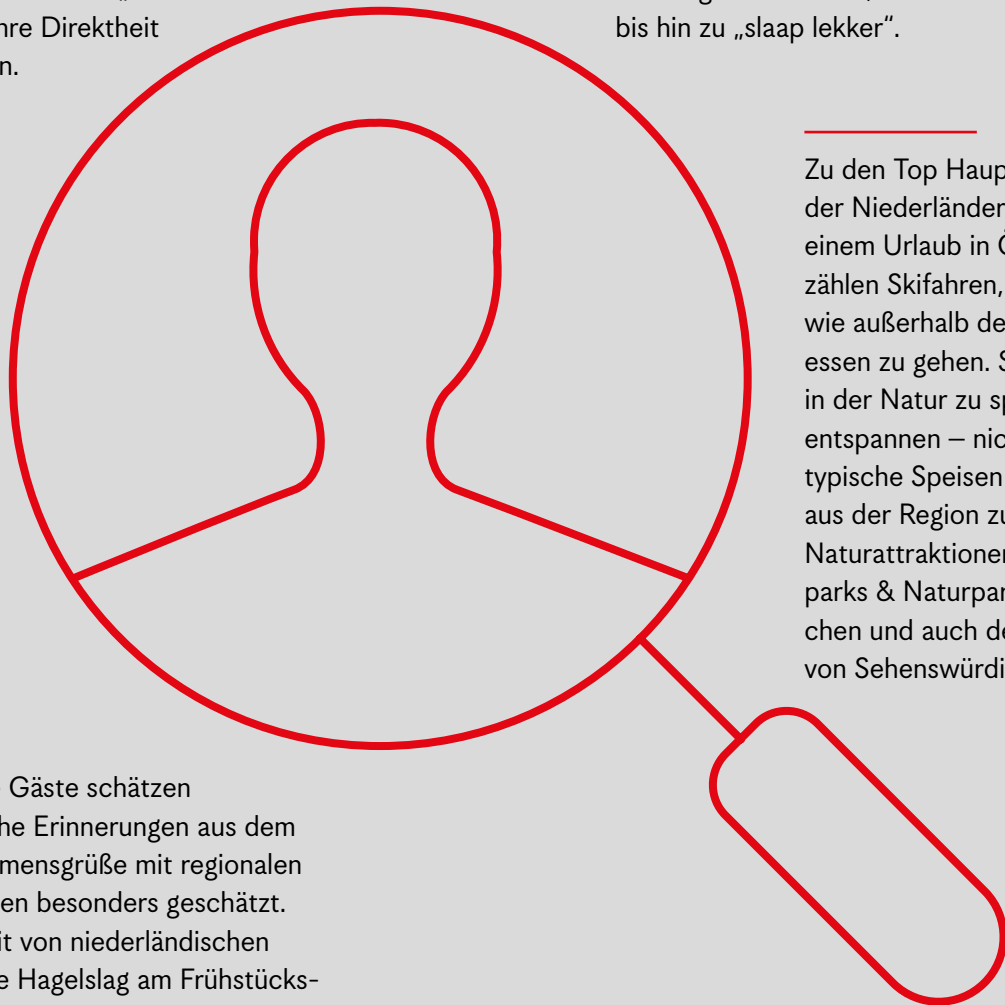 hre Direktheit
n.
bis hin zu „slaap lekker“.
Zu den Top Haup
der Niederländer
einem Urlaub in Ö
zählen Skifahren,
wie außerhalb de
essen zu gehen. S
in der Natur zu sp
entspannen – nic
typische Speisen
aus der Region zu
Naturattraktionen
parks & Naturpar
chen und auch de
von Sehenswürdi
Gäste schätzen
che Erinnerungen aus dem
mensgrüße mit regionalen
en besonders geschätzt.
it von niederländischen
e Hagelslag am Frühstücks-